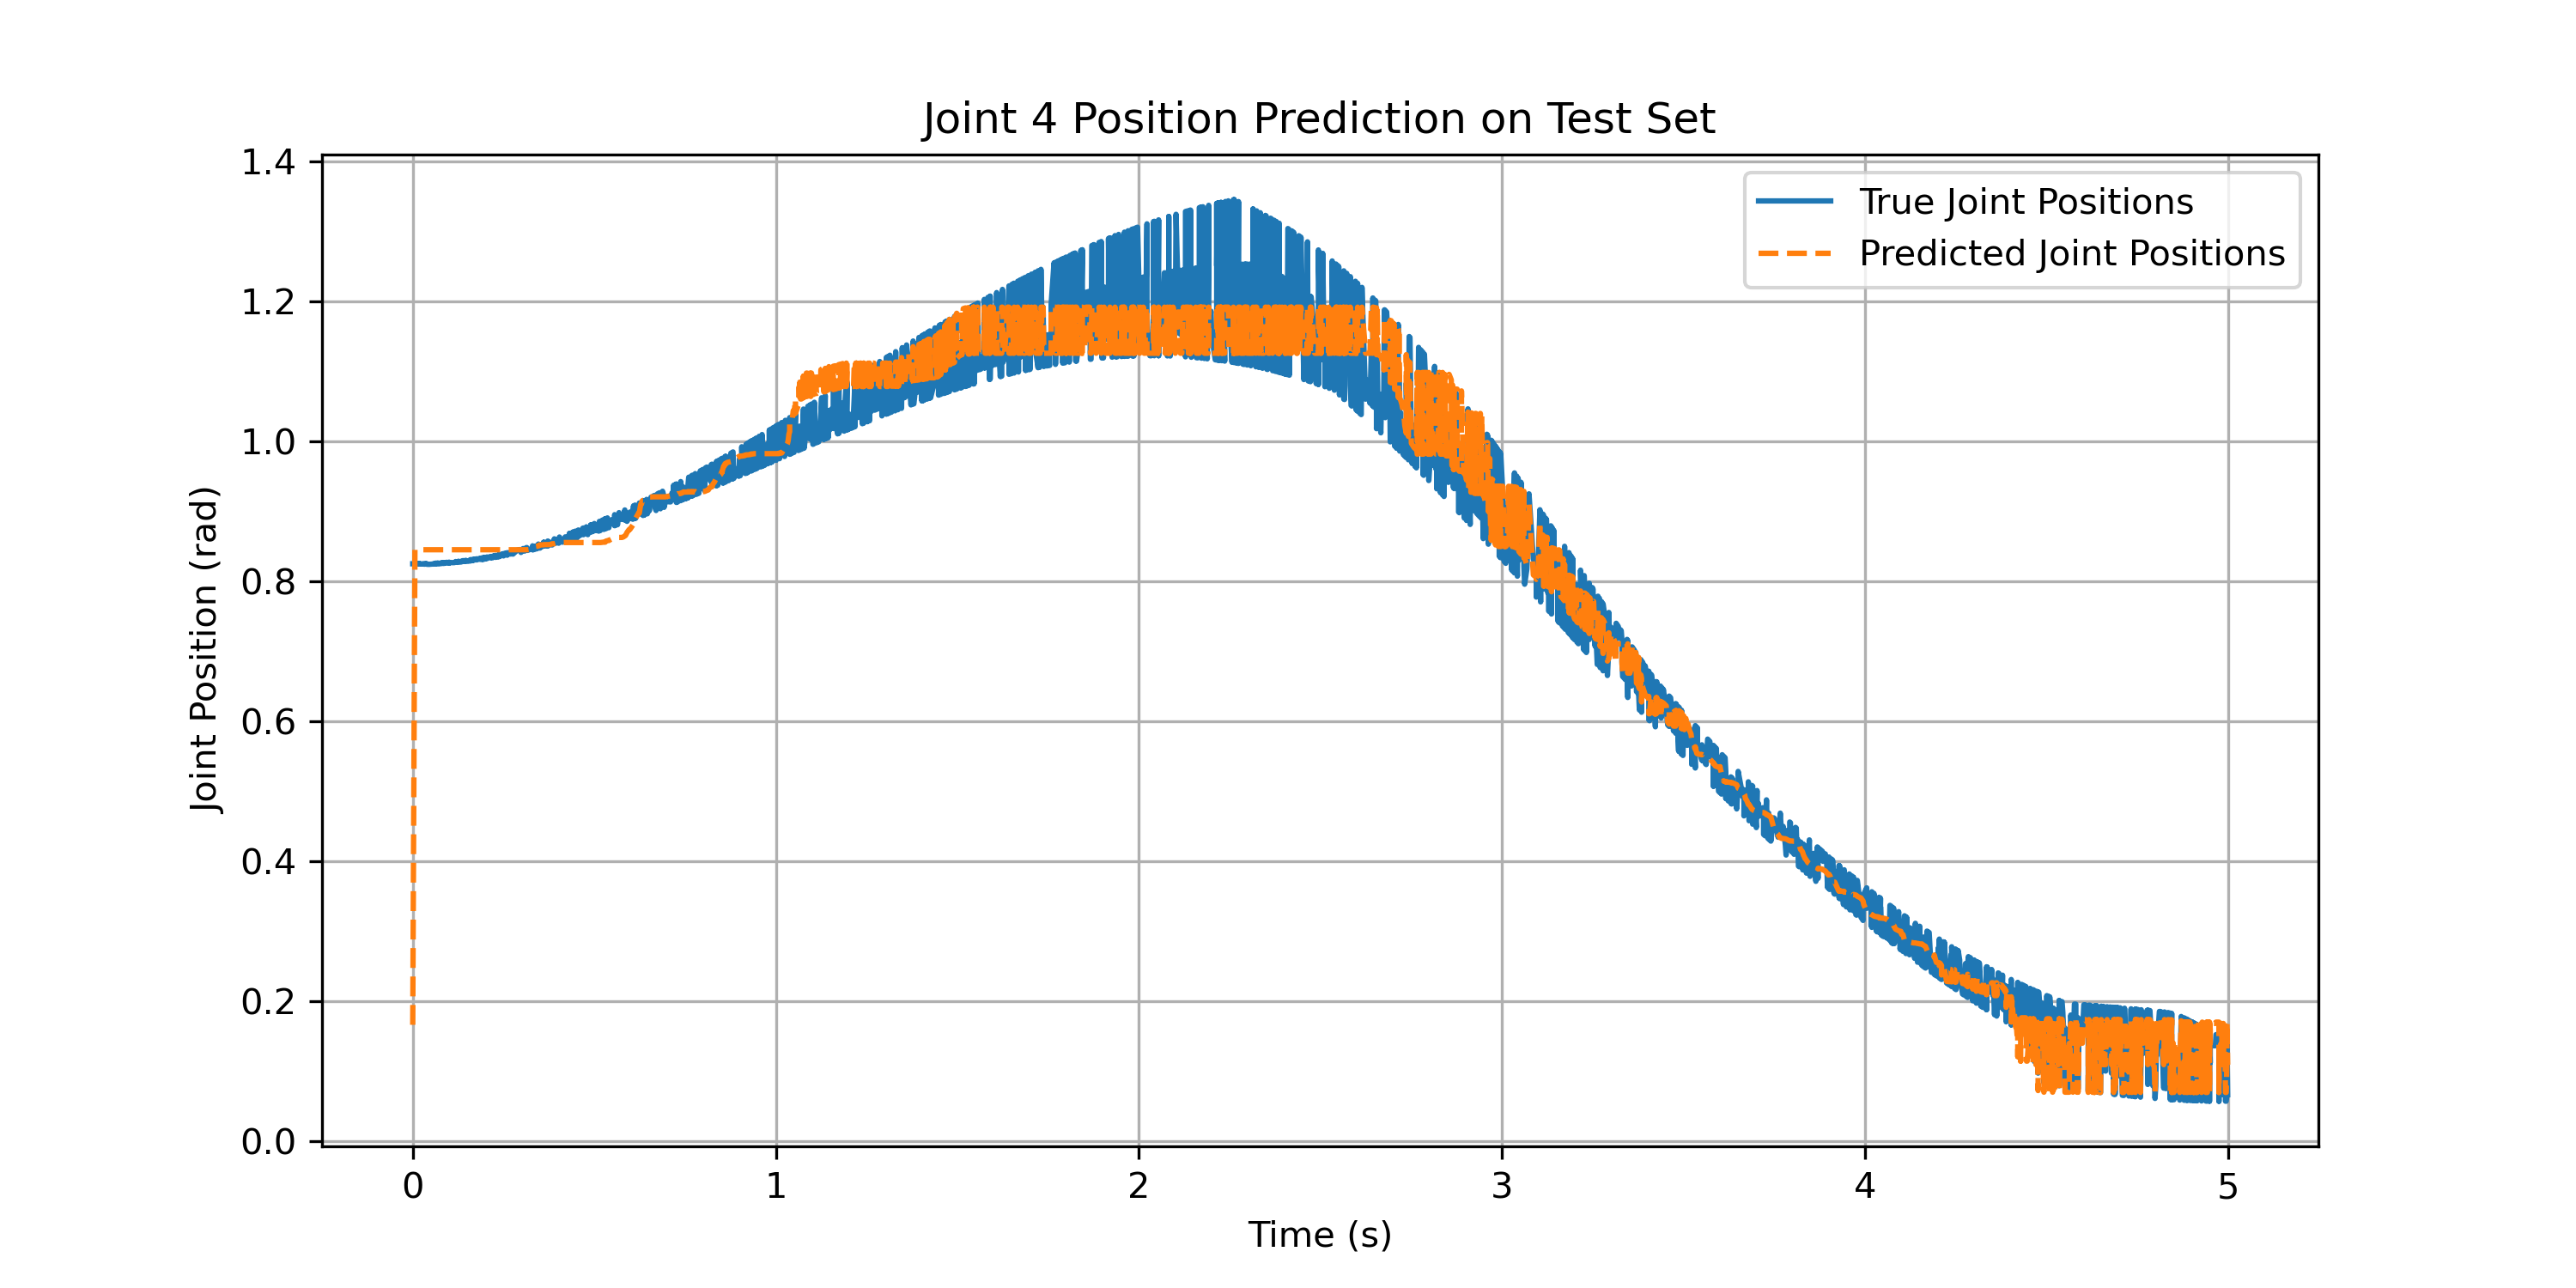 Joint 4 Position Prediction on Test Set
True Joint Positions
Predicted Joint Positions
Joint Position (rad)
1.4
1.2
1.0
0.8
0.6
0.4
0.2
0.0
0 1 2 3 4 5
Time (s)